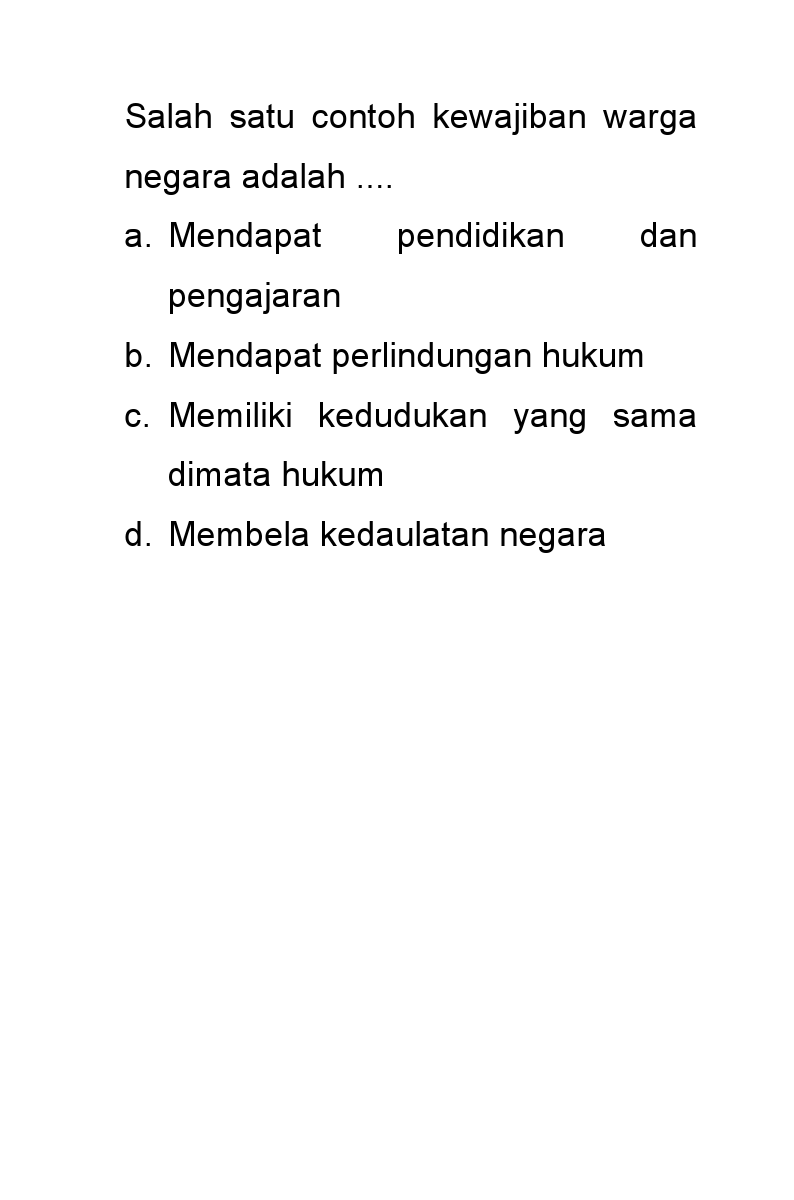 Salah satu contoh kewajiban warga
negara adalah ....
a. Mendapat pendidikan dan
pengajaran
b. Mendapat perlindungan hukum
c. Memiliki kedudukan yang sama
dimata hukum
d. Membela kedaulatan negara